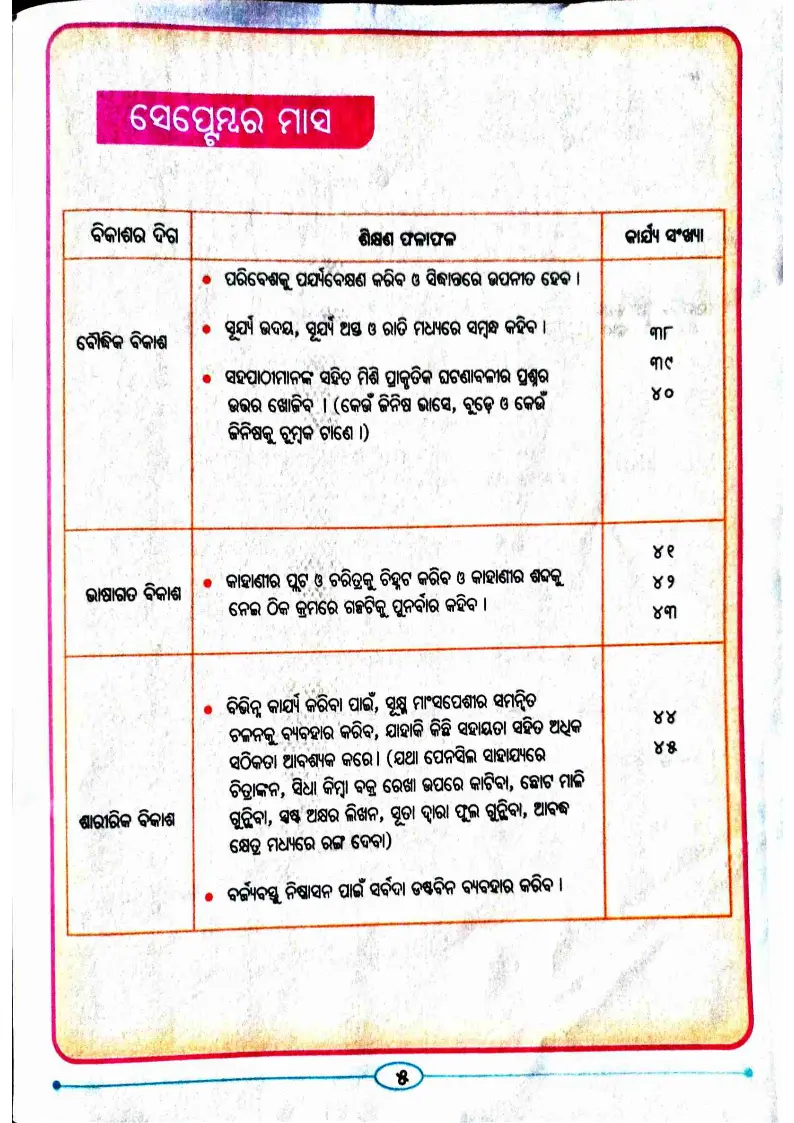 ସେପ୍ଟେମ୍ବର ମାସ
ବିକାଶର ଦିଗ
ଶିକ୍ଷଣ ଫଳାଫଳ
କାର୍ଯ୍ୟ ସଂଖ୍ୟା
ବୌଦ୍ଧିକ ବିକାଶ
• ପରିବେଶକୁ ପର୍ଯ୍ୟବେକ୍ଷଣ କରିବ ଓ ସିଦ୍ଧାନ୍ତରେ ଉପନୀତ ହେବ ।
• ସୂର୍ଯ୍ୟ ଉଦୟ, ସୂର୍ଯ୍ୟ ଅସ୍ତ ଓ ରାତି ମଧ୍ୟରେ ସମ୍ବନ୍ଧ କହିବ ।
• ସହପାଠୀମାନଙ୍କ ସହିତ ମିଶି ପ୍ରାକୃତିକ ଘଟଣାବଳୀର ପ୍ରଶ୍ନର
ଉତ୍ତର ଖୋଜିବ । (କେଉଁ ଜିନିଷ ଭାସେ, ବୁଡ଼େ ଓ କେଉଁ
ଜିନିଷକୁ ଚୁମ୍ବକ ଟାଣେ ।)
୩୮
୩୯
୪୦
ଭାଷାଗତ ବିକାଶ
• କାହାଣୀର ପ୍ଲଟ ଓ ଚରିତ୍ରକୁ ଚିହ୍ନଟ କରିବ ଓ କାହାଣୀର ଶବ୍ଦକୁ
ନେଇ ଠିକ କ୍ରମରେ ଗଳ୍ପଟିକୁ ପୁନର୍ବାର କହିବ ।
୪୧
୪୨
୪୩
ଶାରୀରିକ ବିକାଶ
• ବିଭିନ୍ନ କାର୍ଯ୍ୟ କରିବା ପାଇଁ, ସୂକ୍ଷ୍ମ ମାଂସପେଶୀର ସମନ୍ୱିତ
ଚଳନକୁ ବ୍ୟବହାର କରିବ, ଯାହାକି କିଛି ସହାୟତା ସହିତ ଅଧିକ
ସଠିକତା ଆବଶ୍ୟକ କରେ । (ଯଥା ପେନସିଲ ସାହାଯ୍ୟରେ
ଚିତ୍ରାଙ୍କନ, ସିଧା କିମ୍ବା ବକ୍ର ରେଖା ଉପରେ କାଟିବା, ଛୋଟ ମାଳି
ଗୁନ୍ଥିବା, ସ୍ପଷ୍ଟ ଅକ୍ଷର ଲିଖନ, ସୂତା ଦ୍ୱାରା ଫୁଲ ଗୁନ୍ଥିବା, ଆବଦ୍ଧ
କ୍ଷେତ୍ର ମଧ୍ୟରେ ରଙ୍ଗ ଦେବା)
• ବର୍ଜ୍ୟବସ୍ତୁ ନିଷ୍କାସନ ପାଇଁ ସର୍ବଦା ଡଷ୍ଟବିନ ବ୍ୟବହାର କରିବ ।
୪୪
୪୫
୫